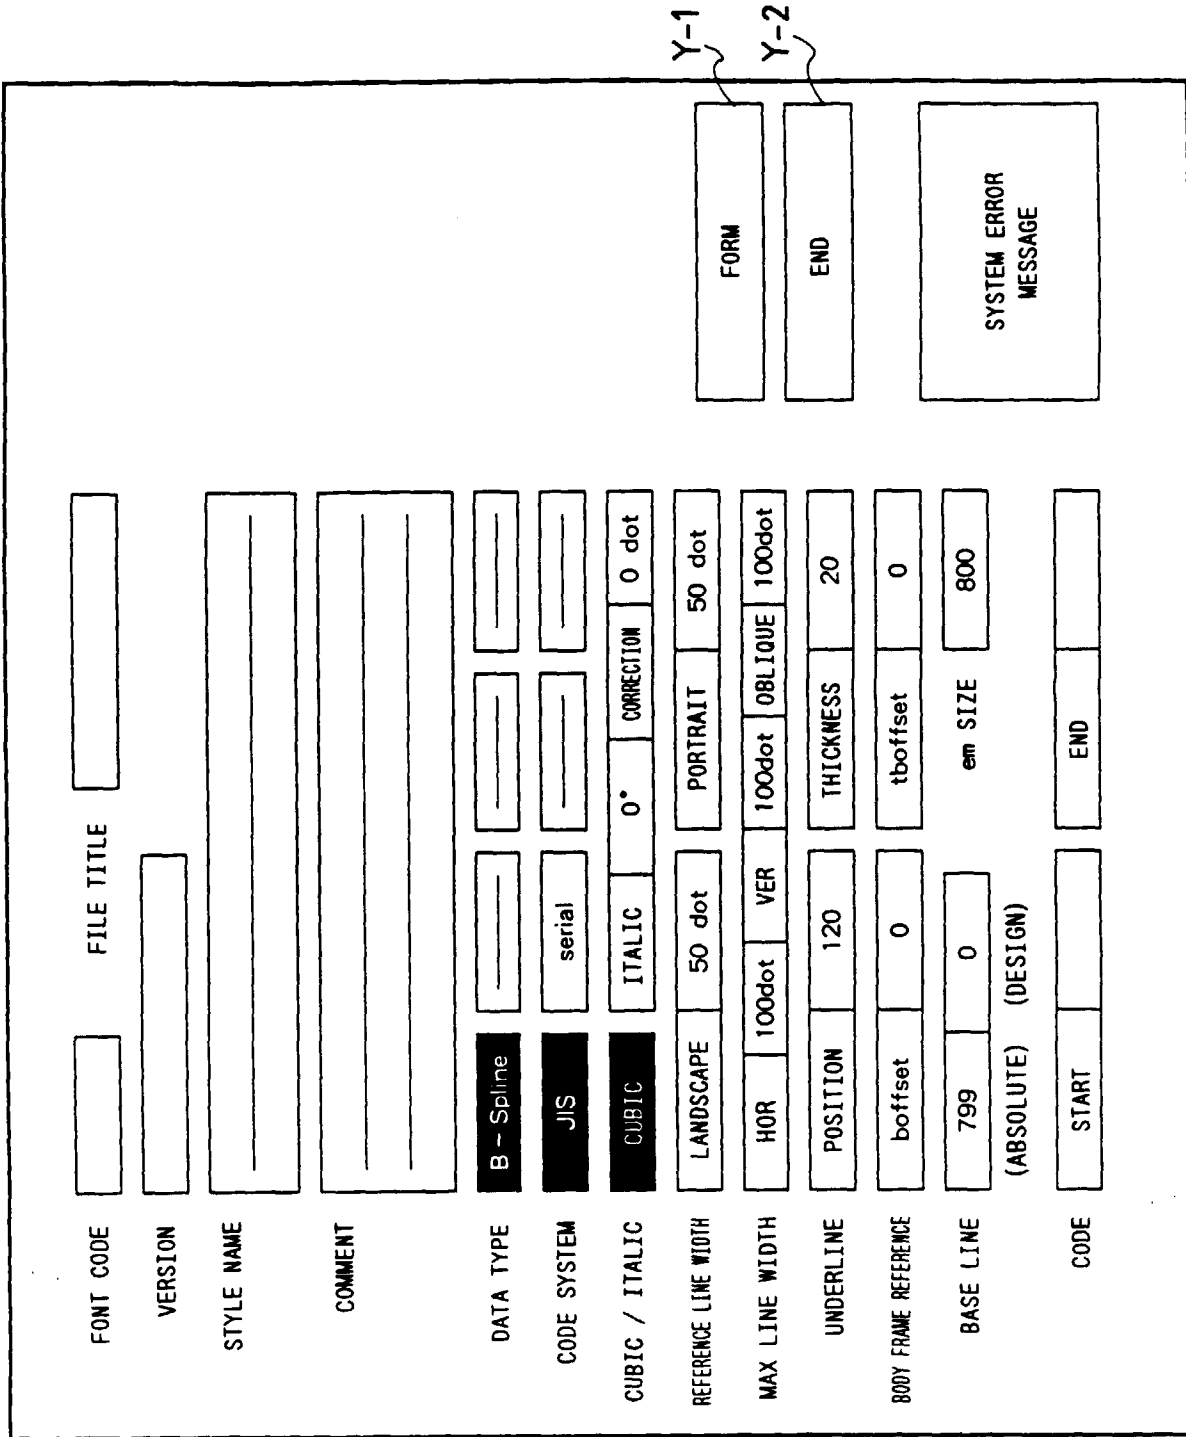 FONT CODE FILE TITLE
VERSION
STYLE NAME
COMMENT
DATA TYPE B - Spline
CODE SYSTEM JIS serial
CUBIC / ITALIC CUBIC ITALIC 0° CORRECTION 0 dot
REFERENCE LINE WIDTH LANDSCAPE 50 dot PORTRAIT 50 dot
MAX LINE WIDTH HOR 100dot VER 100dot OBLIQUE 100dot
UNDERLINE POSITION 120 THICKNESS 20
BODY FRAME REFERENCE boffset 0 tboffset 0
BASE LINE 799 0 em SIZE 800
(ABSOLUTE) (DESIGN)
CODE START END
FORM Y-1
END Y-2
SYSTEM ERROR
MESSAGE